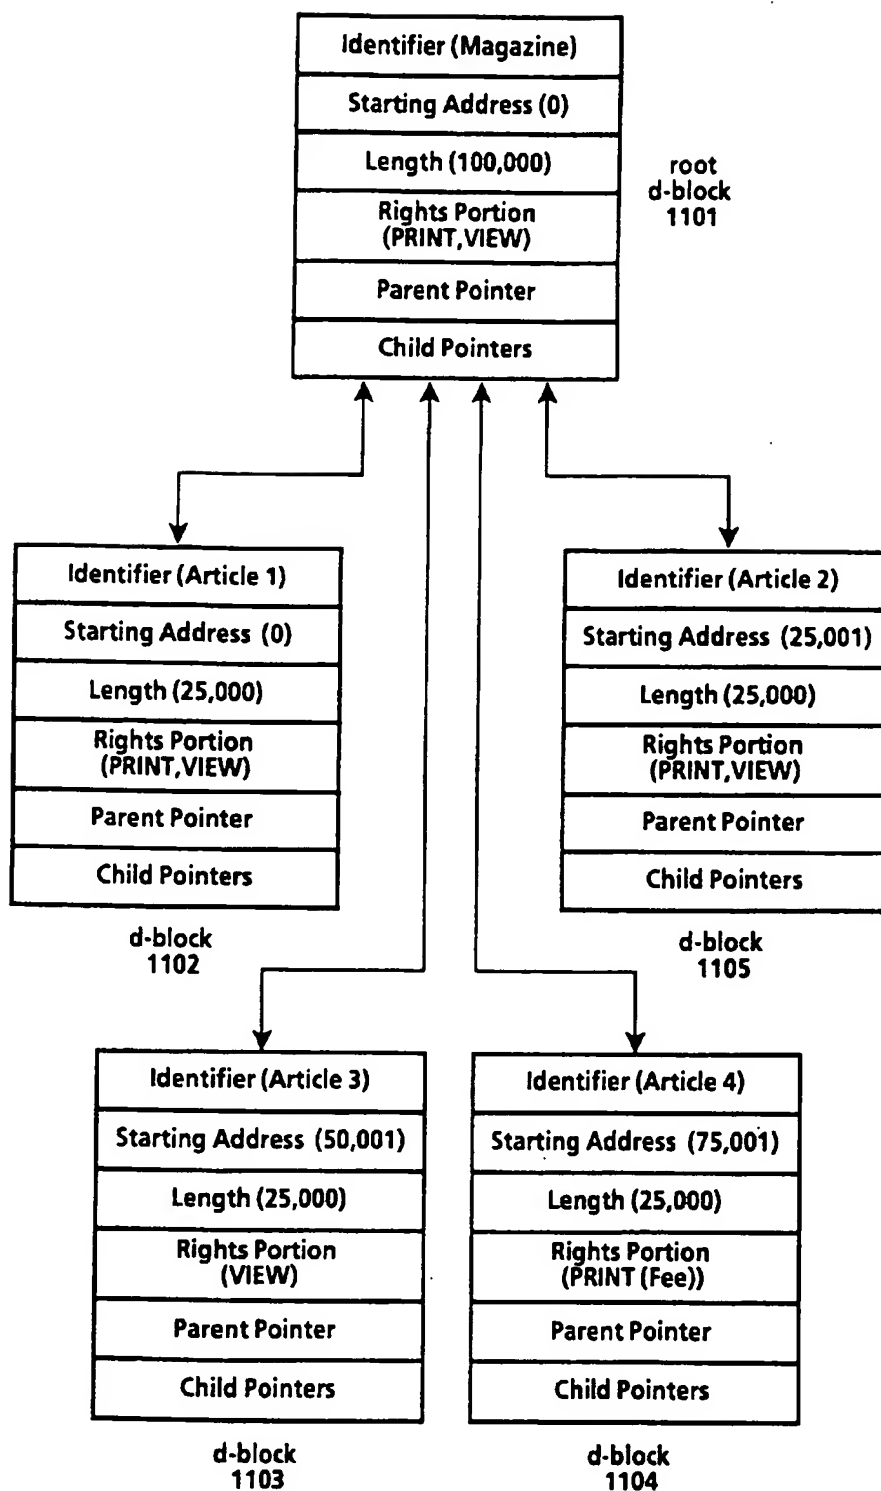 Identifier (Magazine)
Starting Address (0)
Length (100,000)
Rights Portion
(PRINT,VIEW)
Parent Pointer
Child Pointers
root
d-block
1101
Identifier (Article 1)
Starting Address (0)
Length (25,000)
Rights Portion
(PRINT,VIEW)
Parent Pointer
Child Pointers
d-block
1102
Identifier (Article 2)
Starting Address (25,001)
Length (25,000)
Rights Portion
(PRINT,VIEW)
Parent Pointer
Child Pointers
d-block
1105
Identifier (Article 3)
Starting Address (50,001)
Length (25,000)
Rights Portion
(VIEW)
Parent Pointer
Child Pointers
d-block
1103
Identifier (Article 4)
Starting Address (75,001)
Length (25,000)
Rights Portion
(PRINT (Fee))
Parent Pointer
Child Pointers
d-block
1104